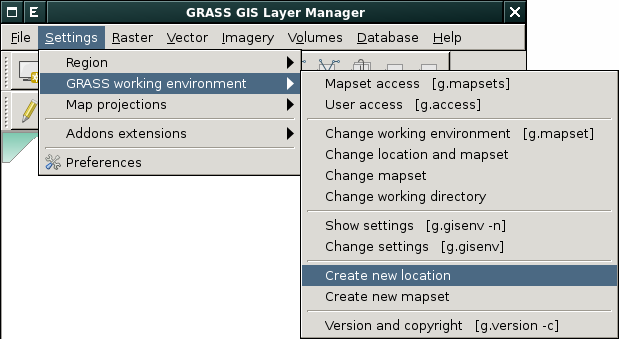 E GRASS GIS Layer Manager
File Settings Raster Vector Imagery Volumes Database Help
Region
GRASS working environment
Map projections
Addons extensions
Preferences
Mapset access [g.mapsets]
User access [g.access]
Change working environment [g.mapset]
Change location and mapset
Change mapset
Change working directory
Show settings [g.gisenv -n]
Change settings [g.gisenv]
Create new location
Create new mapset
Version and copyright [g.version -c]